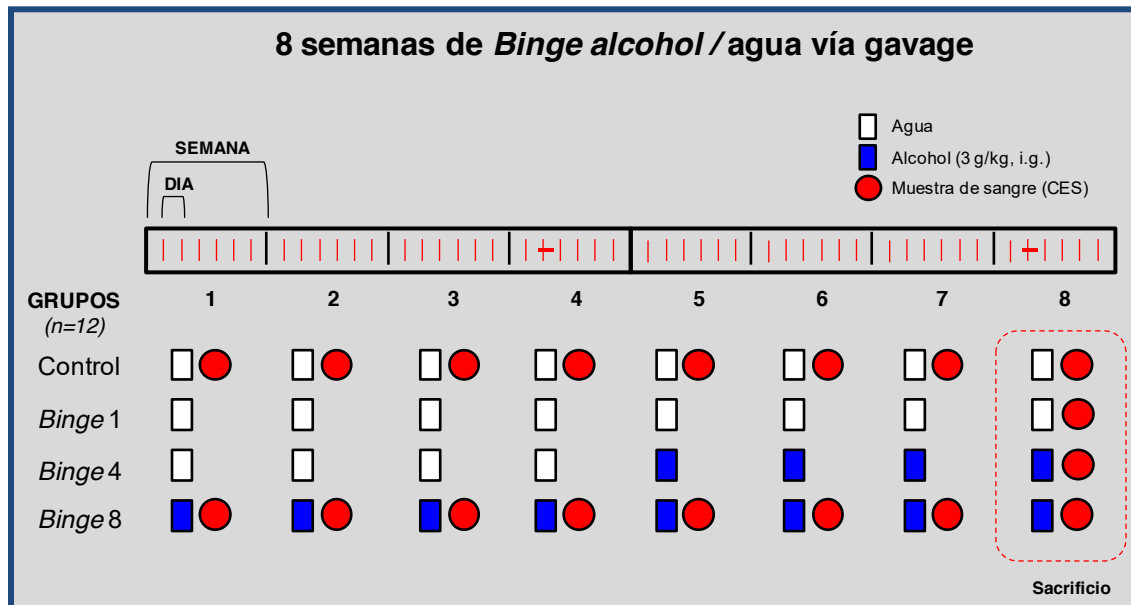 8 semanas de Binge alcohol / agua vía gavage
Agua
Alcohol (3 g/kg, i.g.)
Muestra de sangre (CES)
SEMANA
DIA
GRUPOS
(n=12)
1 2 3 4 5 6 7 8
Control
Binge 1
Binge 4
Binge 8
Sacrificio